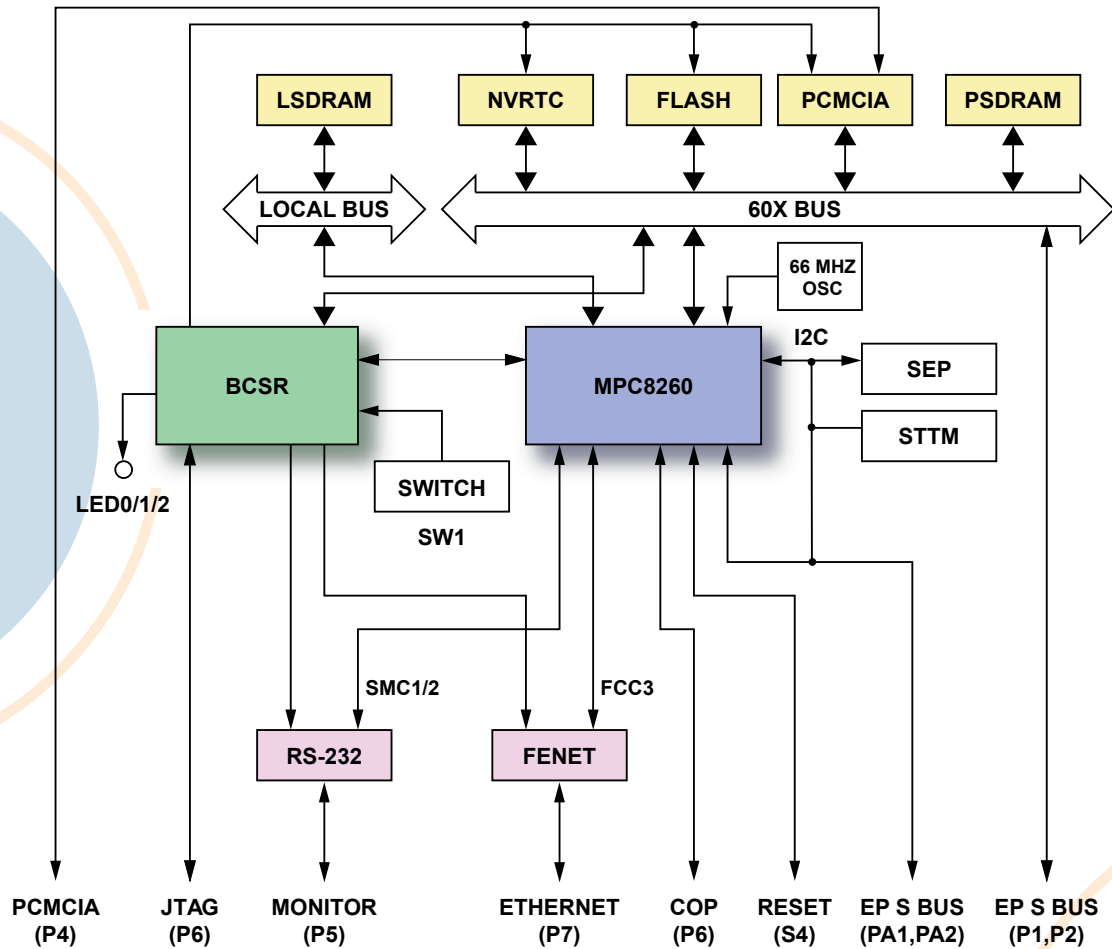 LSDRAM
NVRTC
FLASH
PCMCIA
PSDRAM
LOCAL BUS
60X BUS
66 MHZ
OSC
I2C
BCSR
MPC8260
SEP
STTM
LED0/1/2
SWITCH
SW1
SMC1/2
FCC3
RS-232
FENET
PCMCIA
(P4)
JTAG
(P6)
MONITOR
(P5)
ETHERNET
(P7)
COP
(P6)
RESET
(S4)
EP S BUS
(PA1,PA2)
EP S BUS
(P1,P2)